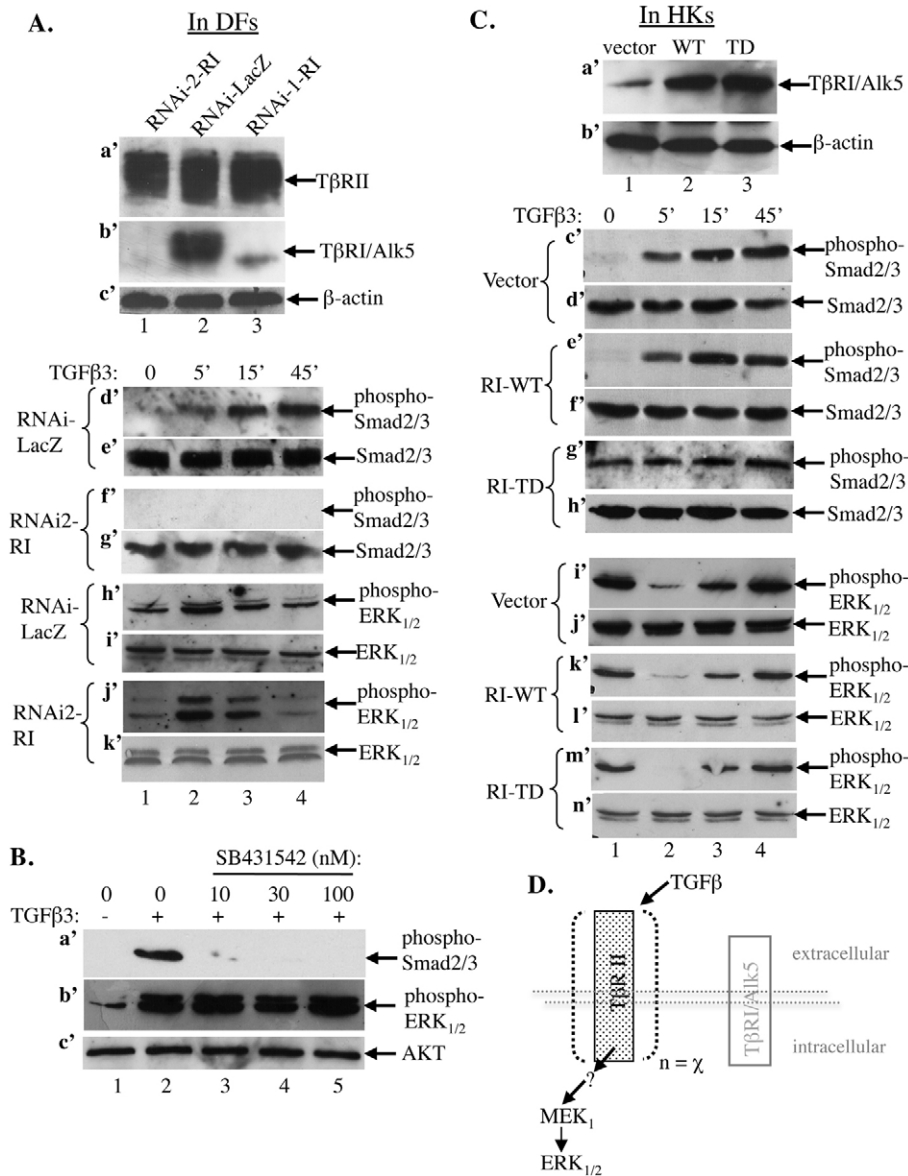 A.
In DFs
RNAi-2-RI
RNAi-LacZ
RNAi-1-RI
a’
TβRII
b’
TβRI/Alk5
c’
β-actin
1 2 3
TGFβ3: 0 5’ 15’ 45’
RNAi-
LacZ
d’
phospho-
Smad2/3
e’
Smad2/3
RNAi2-
RI
f’
phospho-
Smad2/3
g’
Smad2/3
RNAi-
LacZ
h’
phospho-
ERK1/2
i’
ERK1/2
RNAi2-
RI
j’
phospho-
ERK1/2
k’
ERK1/2
1 2 3 4
B.
SB431542 (nM):
0 0 10 30 100
TGFβ3: - + + + +
a’
phospho-
Smad2/3
b’
phospho-
ERK1/2
c’
AKT
1 2 3 4 5
C.
In HKs
vector WT TD
a’
TβRI/Alk5
b’
β-actin
1 2 3
TGFβ3: 0 5’ 15’ 45’
Vector
c’
phospho-
Smad2/3
d’
Smad2/3
RI-WT
e’
phospho-
Smad2/3
f’
Smad2/3
RI-TD
g’
phospho-
Smad2/3
h’
Smad2/3
Vector
i’
phospho-
ERK1/2
j’
ERK1/2
RI-WT
k’
phospho-
ERK1/2
l’
ERK1/2
RI-TD
m’
phospho-
ERK1/2
n’
ERK1/2
1 2 3 4
D.
TGFβ
TβR II
TβRI/Alk5
extracellular
intracellular
n = χ
?
MEK1
ERK1/2